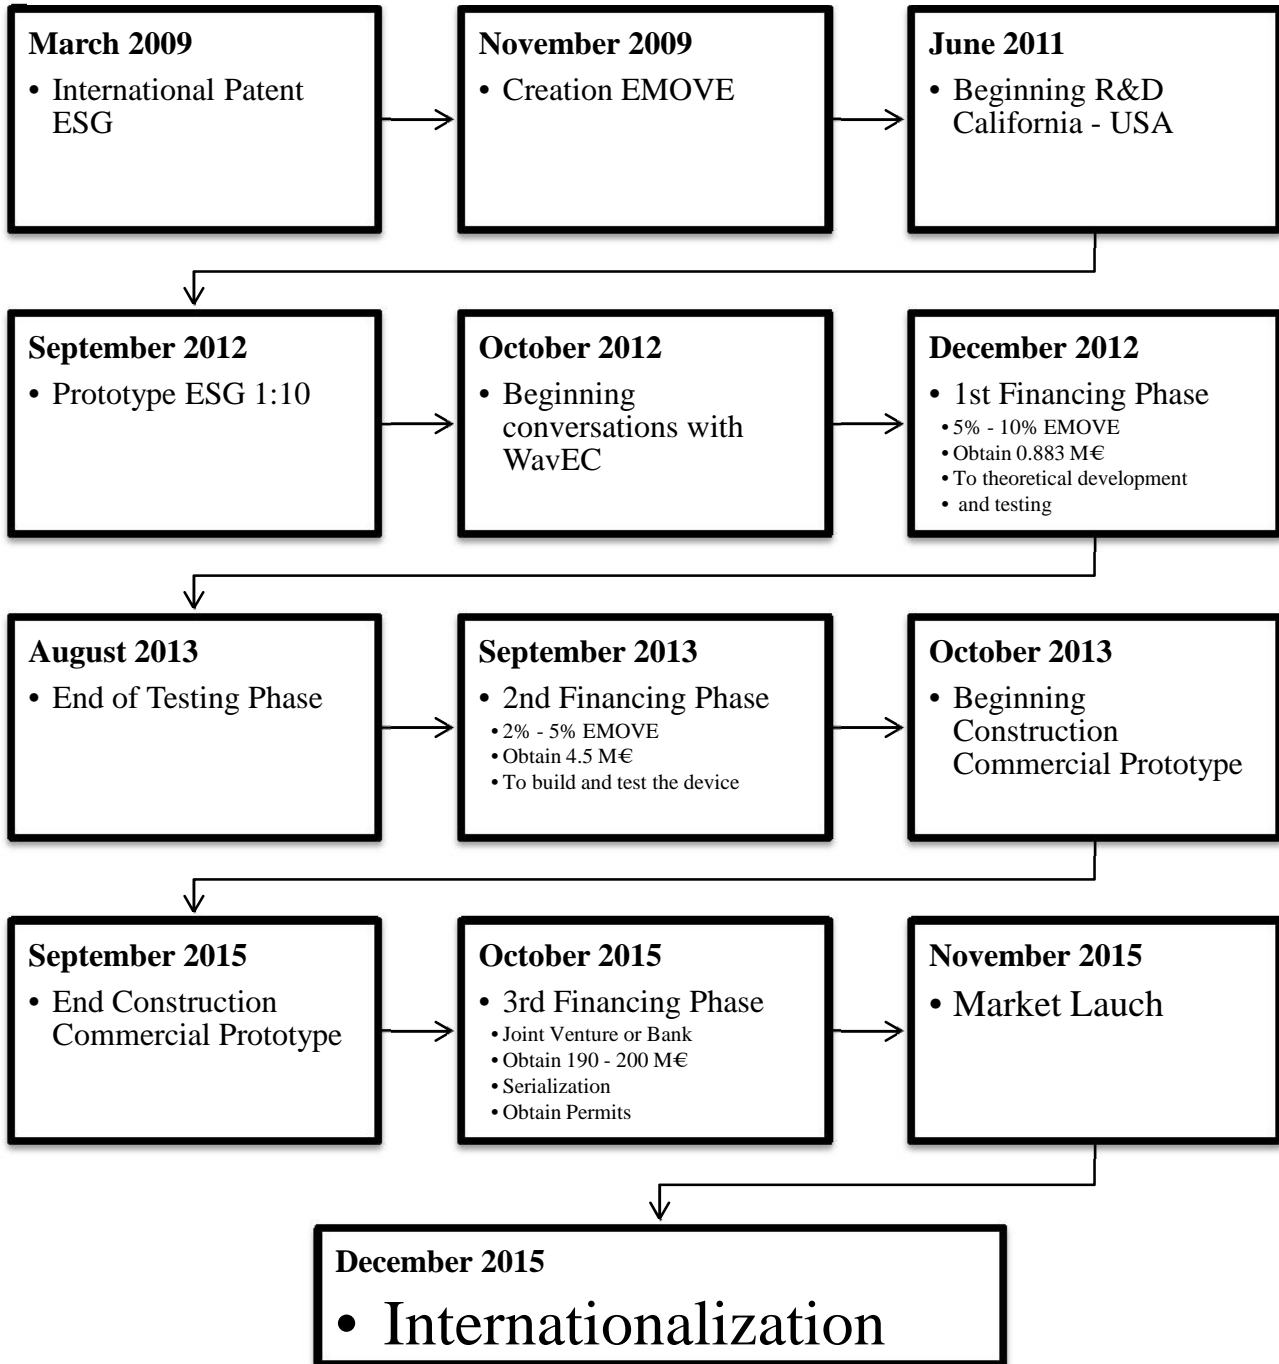 March 2009
• International Patent
ESG
November 2009
• Creation EMOVE
June 2011
• Beginning R&D
California - USA
September 2012
• Prototype ESG 1:10
October 2012
• Beginning
conversations with
WavEC
December 2012
• 1st Financing Phase
• 5% - 10% EMOVE
• Obtain 0.883 M€
• To theoretical development
• and testing
August 2013
• End of Testing Phase
September 2013
• 2nd Financing Phase
• 2% - 5% EMOVE
• Obtain 4.5 M€
• To build and test the device
October 2013
• Beginning
Construction
Commercial Prototype
September 2015
• End Construction
Commercial Prototype
October 2015
• 3rd Financing Phase
• Joint Venture or Bank
• Obtain 190 - 200 M€
• Serialization
• Obtain Permits
November 2015
• Market Lauch
December 2015
• Internationalization